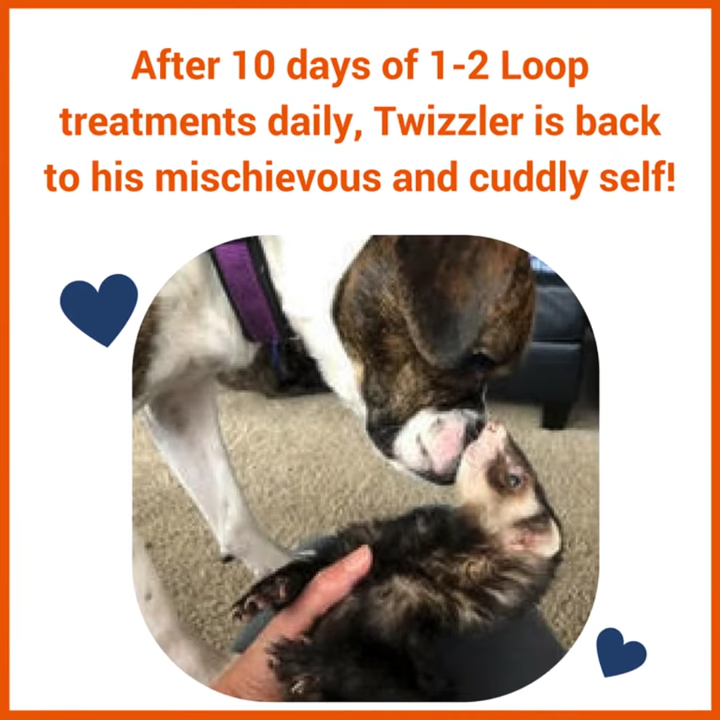 After 10 days of 1-2 Loop
treatments daily, Twizzler is back
to his mischievous and cuddly self!